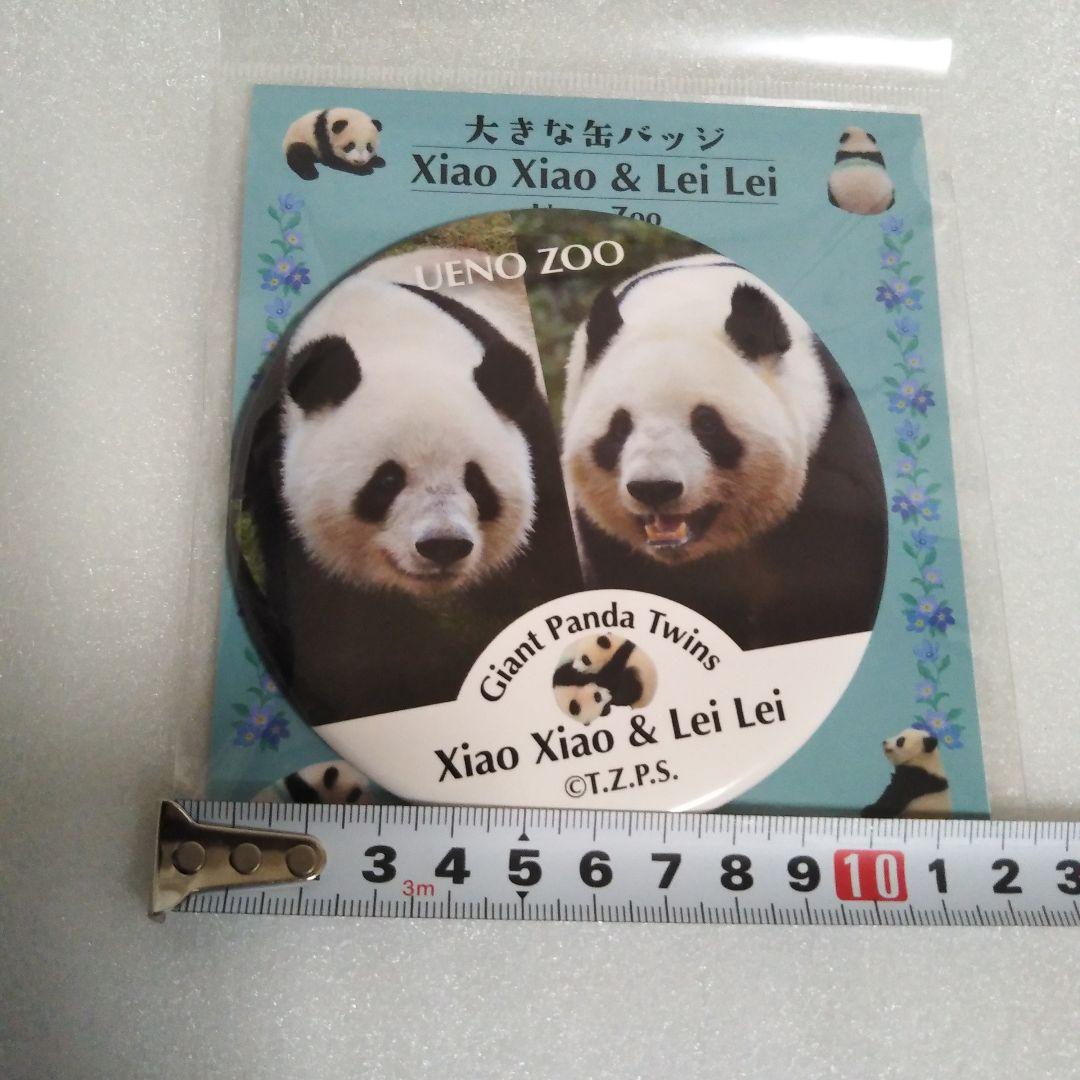 大きな缶バッジ
Xiao Xiao & Lei Lei
Zoo
UENO ZOO
Giant Panda Twins
Xiao Xiao & Lei Lei
©T.Z.P.S.
3 4 5 6 7 8 9 10 1 2 3
3m